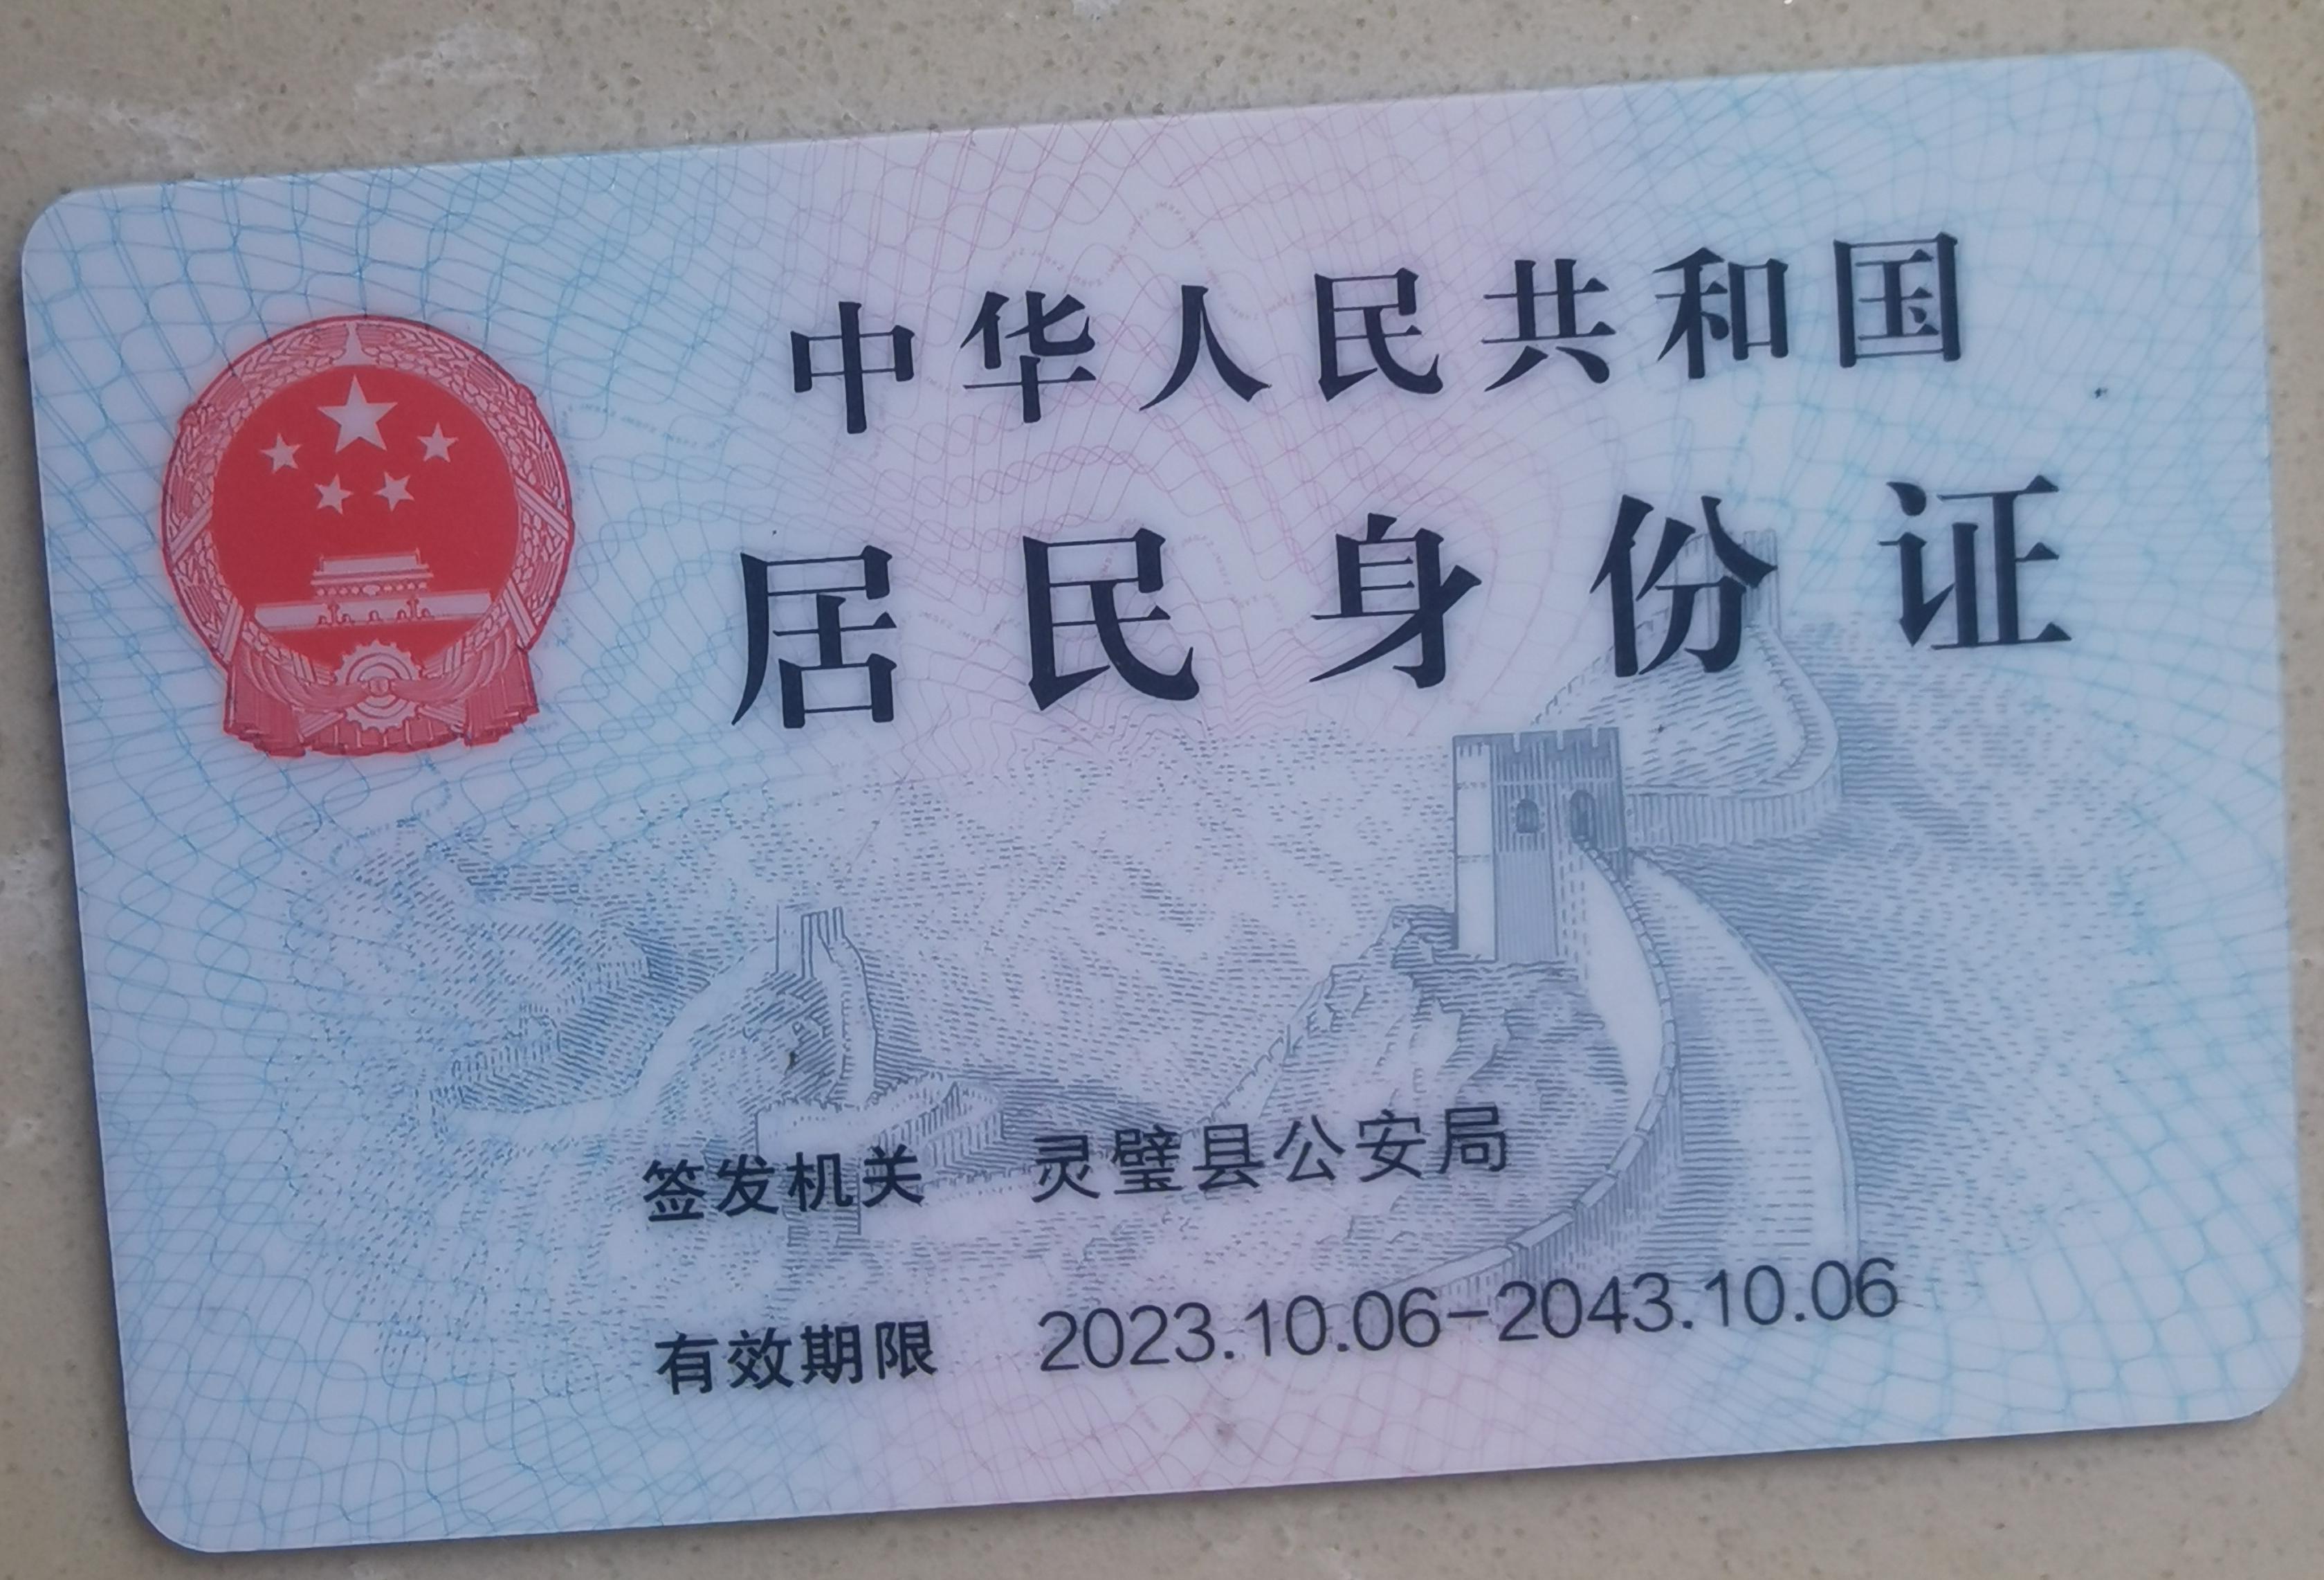 中华人民共和国
居民身份证
签发机关 灵璧县公安局
有效期限 2023.10.06-2043.10.06